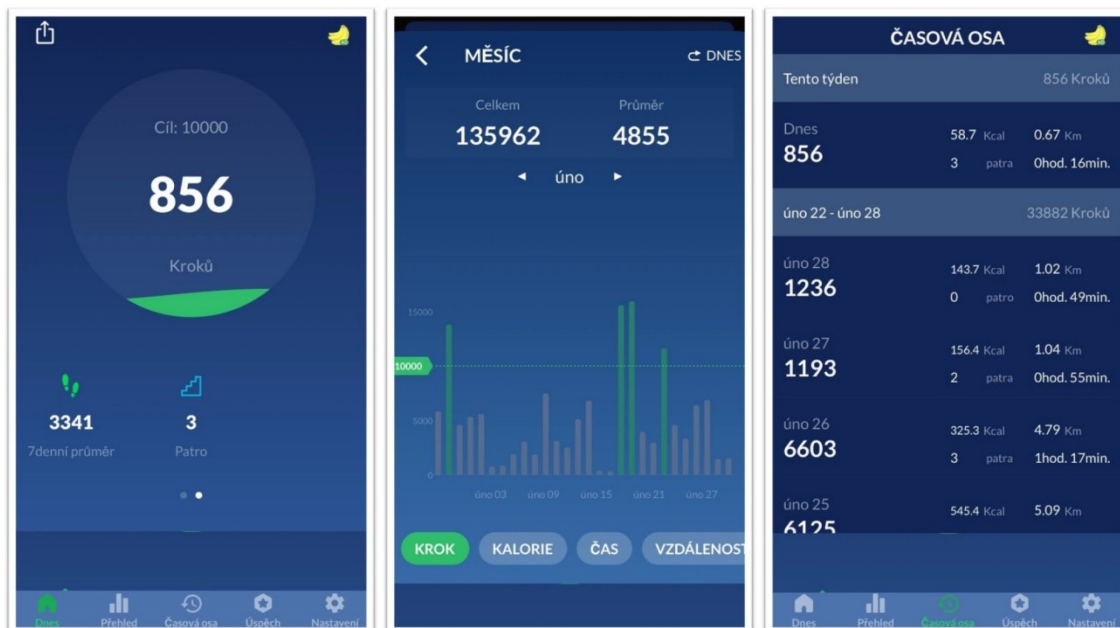 Cíl: 10000
856
Kroků
3341
7denní průměr
3
Patro
Dnes
Přehled
Časová osa
Úspěch
Nastavení
MĚSÍC
DNES
Celkem
Průměr
135962
4855
úno
15000
10000
5000
0
úno 03 úno 09 úno 15 úno 21 úno 27
KROK
KALORIE
ČAS
VZDÁLENOST
ČASOVÁ OSA
Tento týden 856 Kroků
Dnes
856
58.7 Kcal 0.67 Km
3 patra 0hod. 16min.
úno 22 - úno 28 33882 Kroků
úno 28
1236
143.7 Kcal 1.02 Km
0 patro 0hod. 49min.
úno 27
1193
156.4 Kcal 1.04 Km
2 patra 0hod. 55min.
úno 26
6603
325.3 Kcal 4.79 Km
3 patra 1hod. 17min.
úno 25
6125
545.4 Kcal 5.09 Km
Dnes
Přehled
Časová osa
Úspěch
Nastavení